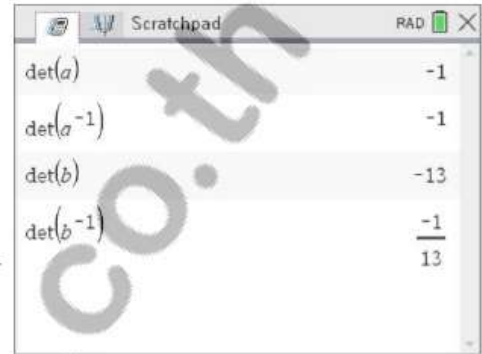 Scratchpad RAD
det(a) -1
det(a⁻¹) -1
det(b) -13
det(b⁻¹) -1/13
co.th